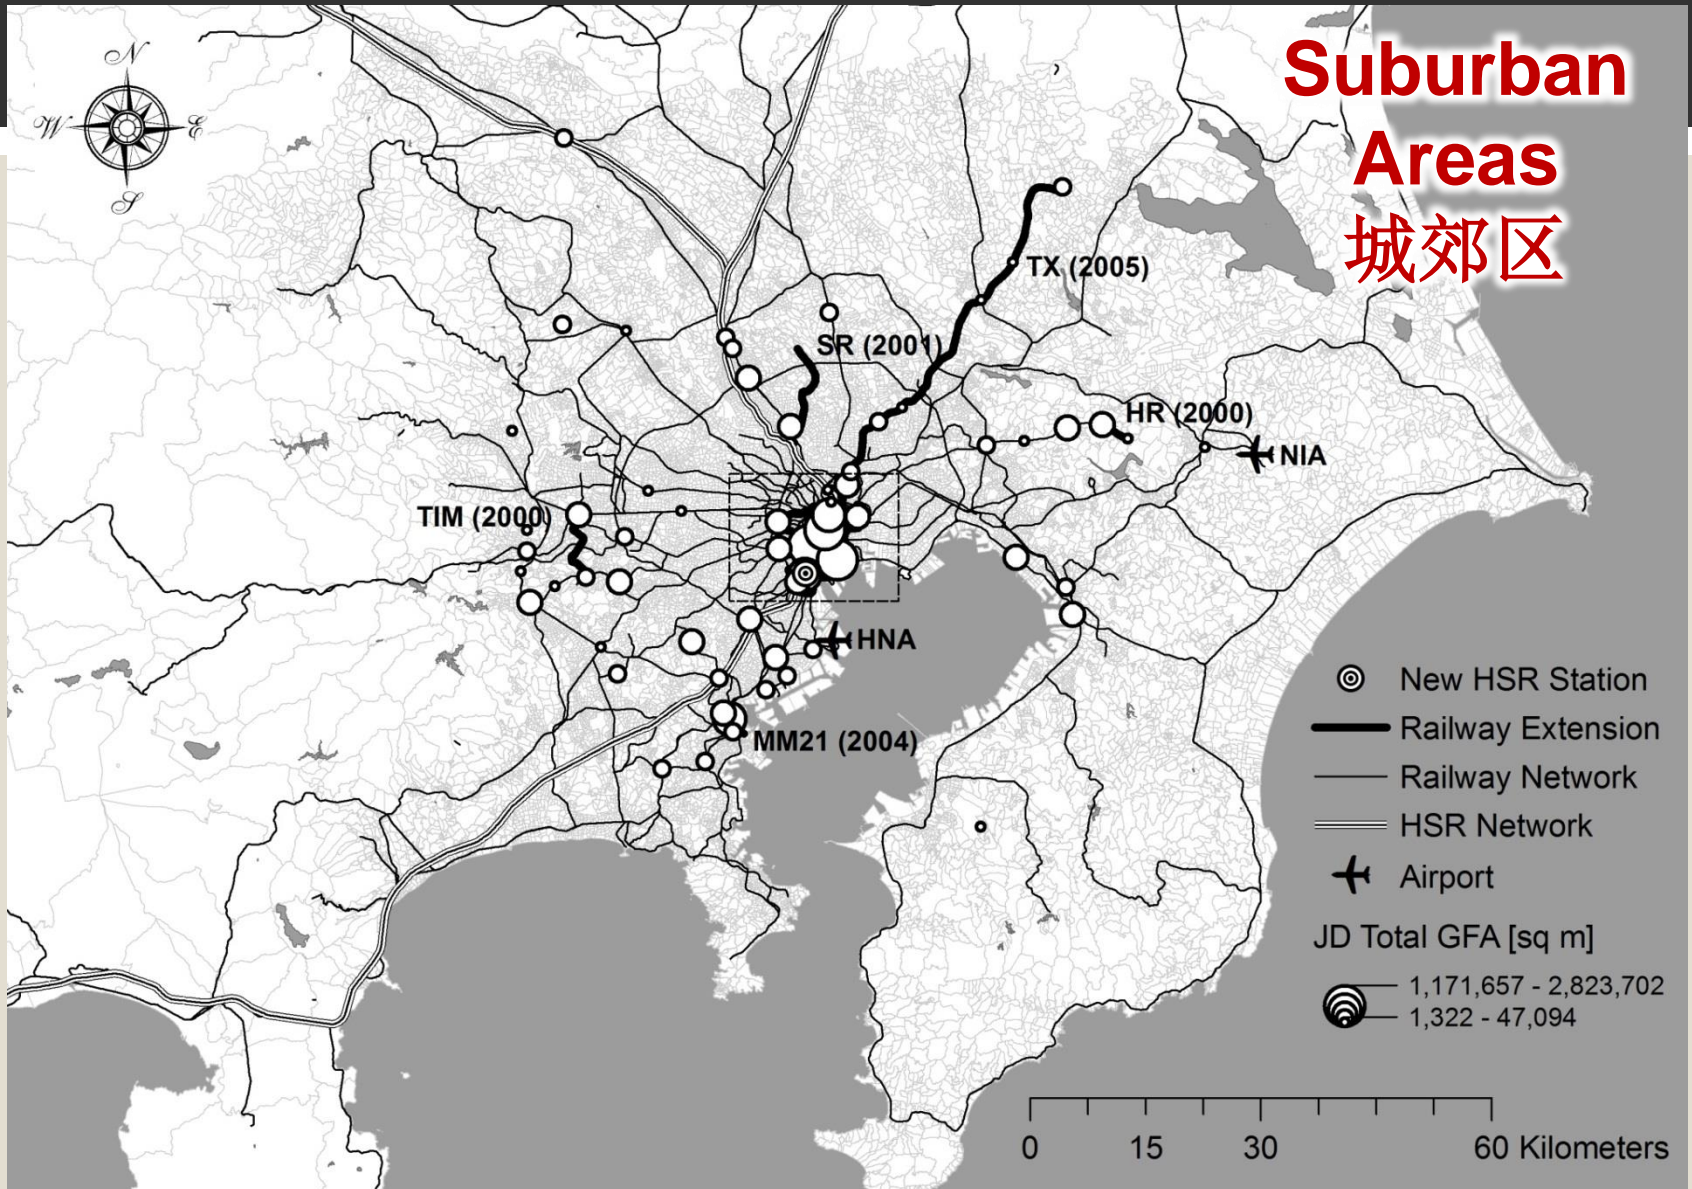 Suburban
Areas
城郊区
N
W
E
S
TX (2005)
SR (2001)
HR (2000)
NIA
TIM (2000)
HNA
MM21 (2004)
New HSR Station
Railway Extension
Railway Network
HSR Network
Airport
JD Total GFA [sq m]
1,171,657 - 2,823,702
1,322 - 47,094
0 15 30 60 Kilometers